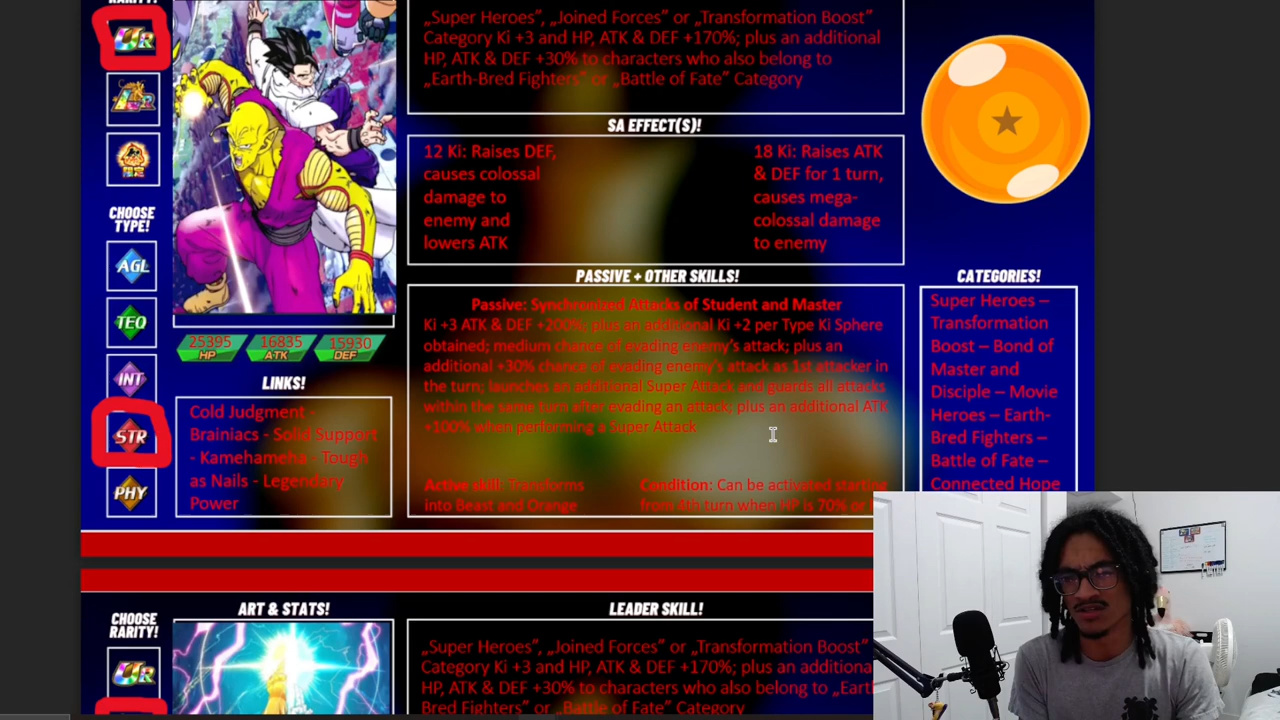 RARITY!
UR
LR
CHOOSE
TYPE!
AGL
TEQ
INT
STR
PHY
25395
HP
16835
ATK
15930
DEF
LINKS!
Cold Judgment -
Brainiacs - Solid Support
- Kamehameha - Tough
as Nails - Legendary
Power
„Super Heroes”, „Joined Forces” or „Transformation Boost”
Category Ki +3 and HP, ATK & DEF +170%; plus an additional
HP, ATK & DEF +30% to characters who also belong to
„Earth-Bred Fighters” or „Battle of Fate” Category
SA EFFECT(S)!
12 Ki: Raises DEF,
causes colossal
damage to
enemy and
lowers ATK
18 Ki: Raises ATK
& DEF for 1 turn,
causes mega-
colossal damage
to enemy
PASSIVE + OTHER SKILLS!
Passive: Synchronized Attacks of Student and Master
Ki +3 ATK & DEF +200%; plus an additional Ki +2 per Type Ki Sphere
obtained; medium chance of evading enemy's attack; plus an
additional +30% chance of evading enemy's attack as 1st attacker in
the turn; launches an additional Super Attack and guards all attacks
within the same turn after evading an attack; plus an additional ATK
+100% when performing a Super Attack
Active skill: Transforms
into Beast and Orange
Condition: Can be activated starting
from 4th turn when HP is 70% or
CATEGORIES!
Super Heroes –
Transformation
Boost – Bond of
Master and
Disciple – Movie
Heroes – Earth-
Bred Fighters –
Battle of Fate –
Connected Hope
CHOOSE
RARITY!
UR
ART & STATS!
LEADER SKILL!
„Super Heroes”, „Joined Forces” or „Transformation Boost”
Category Ki +3 and HP, ATK & DEF +170%; plus an additiona
HP, ATK & DEF +30% to characters who also belong to „Eart
Bred Fighters” or „Battle of Fate” Category